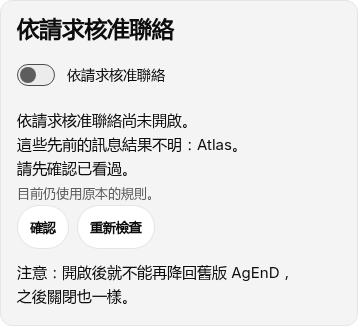 依請求核准聯絡
依請求核准聯絡
依請求核准聯絡尚未開啟。
這些先前的訊息結果不明：Atlas。
請先確認已看過。
目前仍使用原本的規則。
確認 重新檢查
注意：開啟後就不能再降回舊版 AgEnD，
之後關閉也一樣。